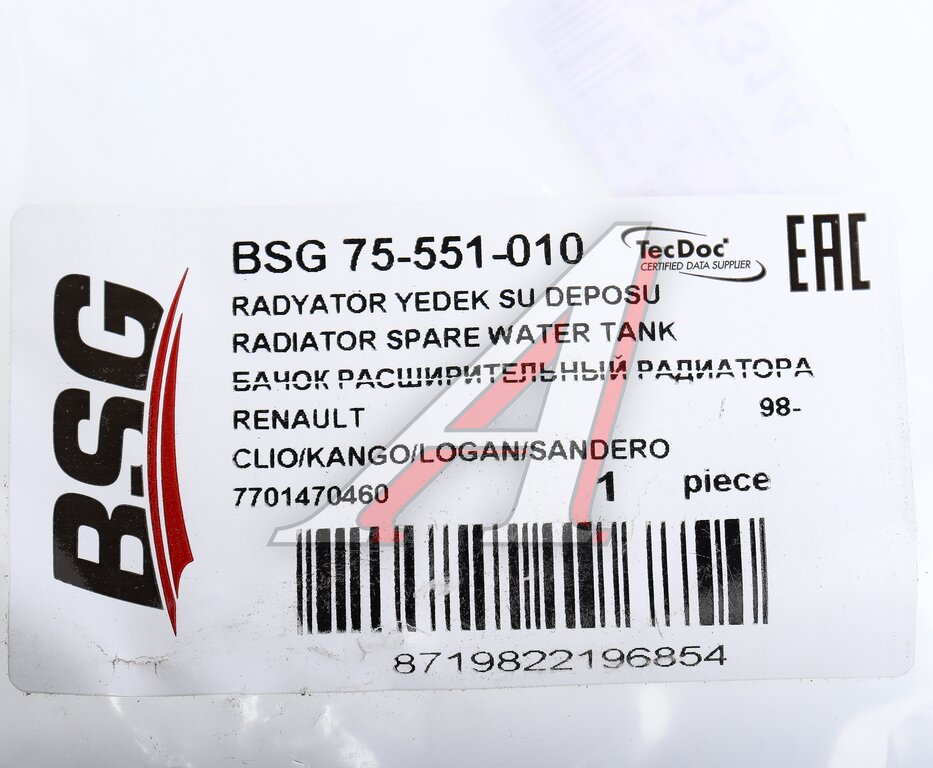 BSG
BSG 75-551-010
TecDoc
CERTIFIED DATA SUPPLIER
EAC
RADYATÖR YEDEK SU DEPOSU
RADIATOR SPARE WATER TANK
БАЧОК РАСШИРИТЕЛЬНЫЙ РАДИАТОРА
RENAULT 98-
CLIO/KANGO/LOGAN/SANDERO
7701470460 1 piece
8719822196854